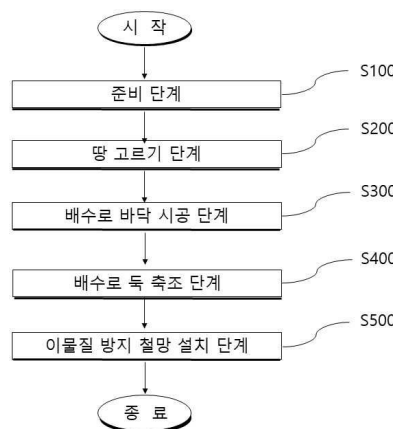 시 작
준비 단계
S100
땅 고르기 단계
S200
배수로 바닥 시공 단계
S300
배수로 둑 축조 단계
S400
이물질 방지 철망 설치 단계
S500
종 료